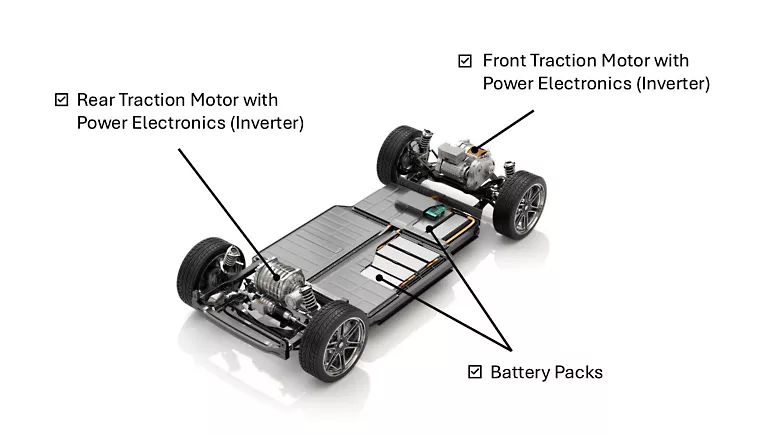 ☑ Front Traction Motor with
Power Electronics (Inverter)
☑ Rear Traction Motor with
Power Electronics (Inverter)
☑ Battery Packs